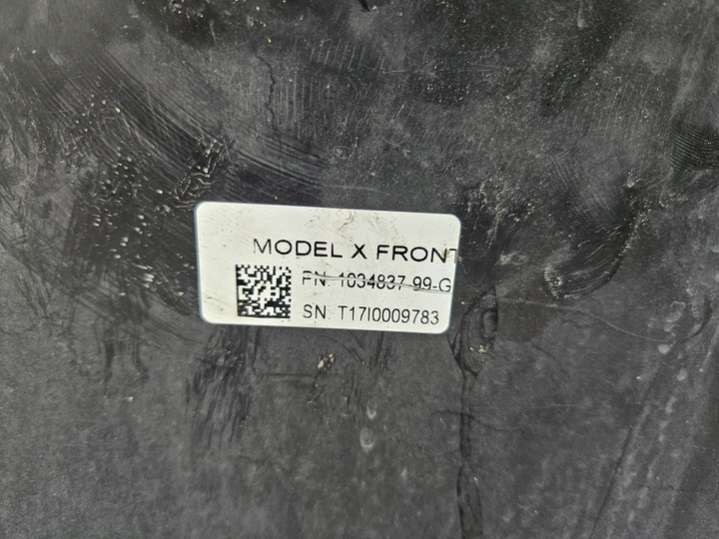 MODEL X FRONT
PN: 1034837-99-G
SN: T17I0009783